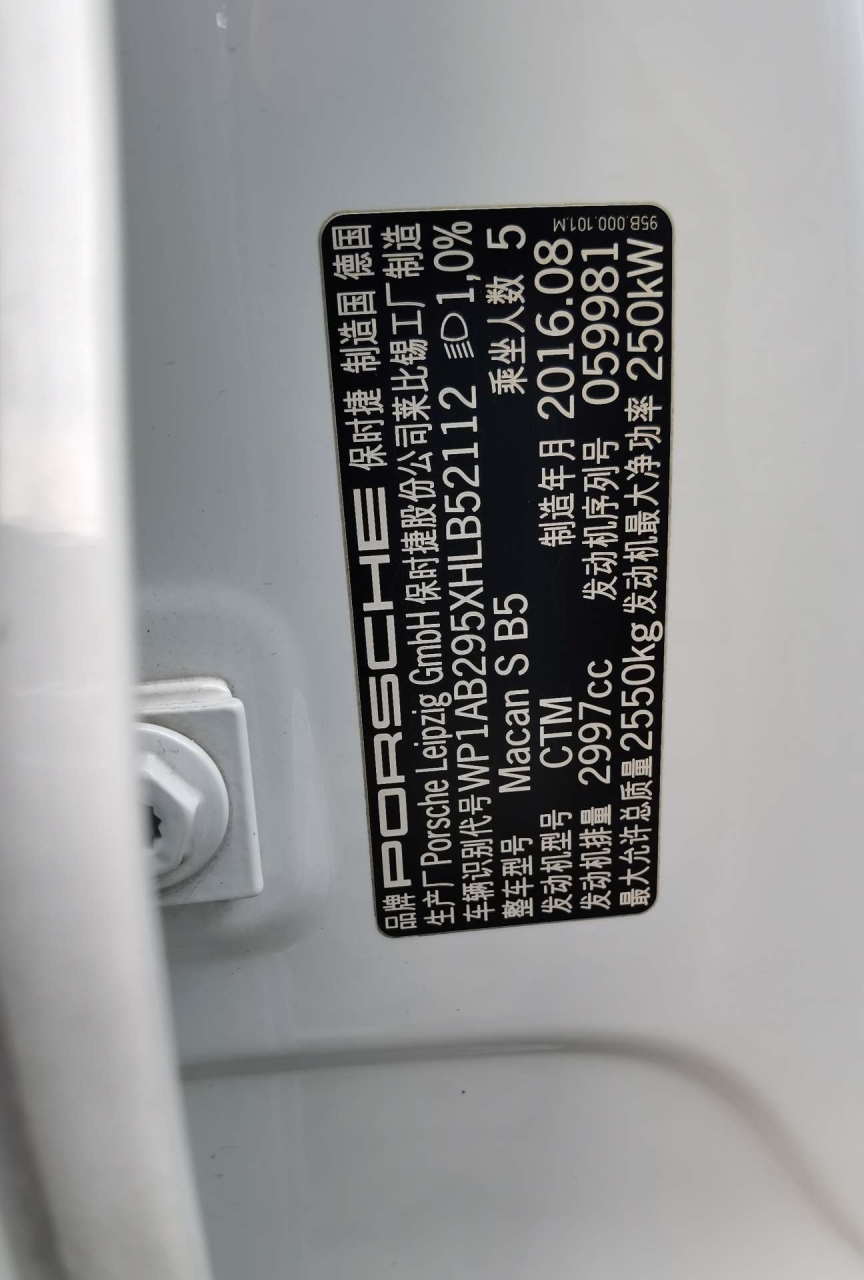 品牌 PORSCHE 保时捷 制造国 德国
生产厂 Porsche Leipzig GmbH 保时捷股份公司莱比锡工厂制造
车辆识别代号 WP1AB295XHLB52112 1,0%
整车型号 Macan S B5 乘坐人数 5
发动机型号 CTM 制造年月 2016.08
发动机排量 2997cc 发动机序列号 059981
最大允许总质量 2550kg 发动机最大净功率 250kW
95B.000.101.M